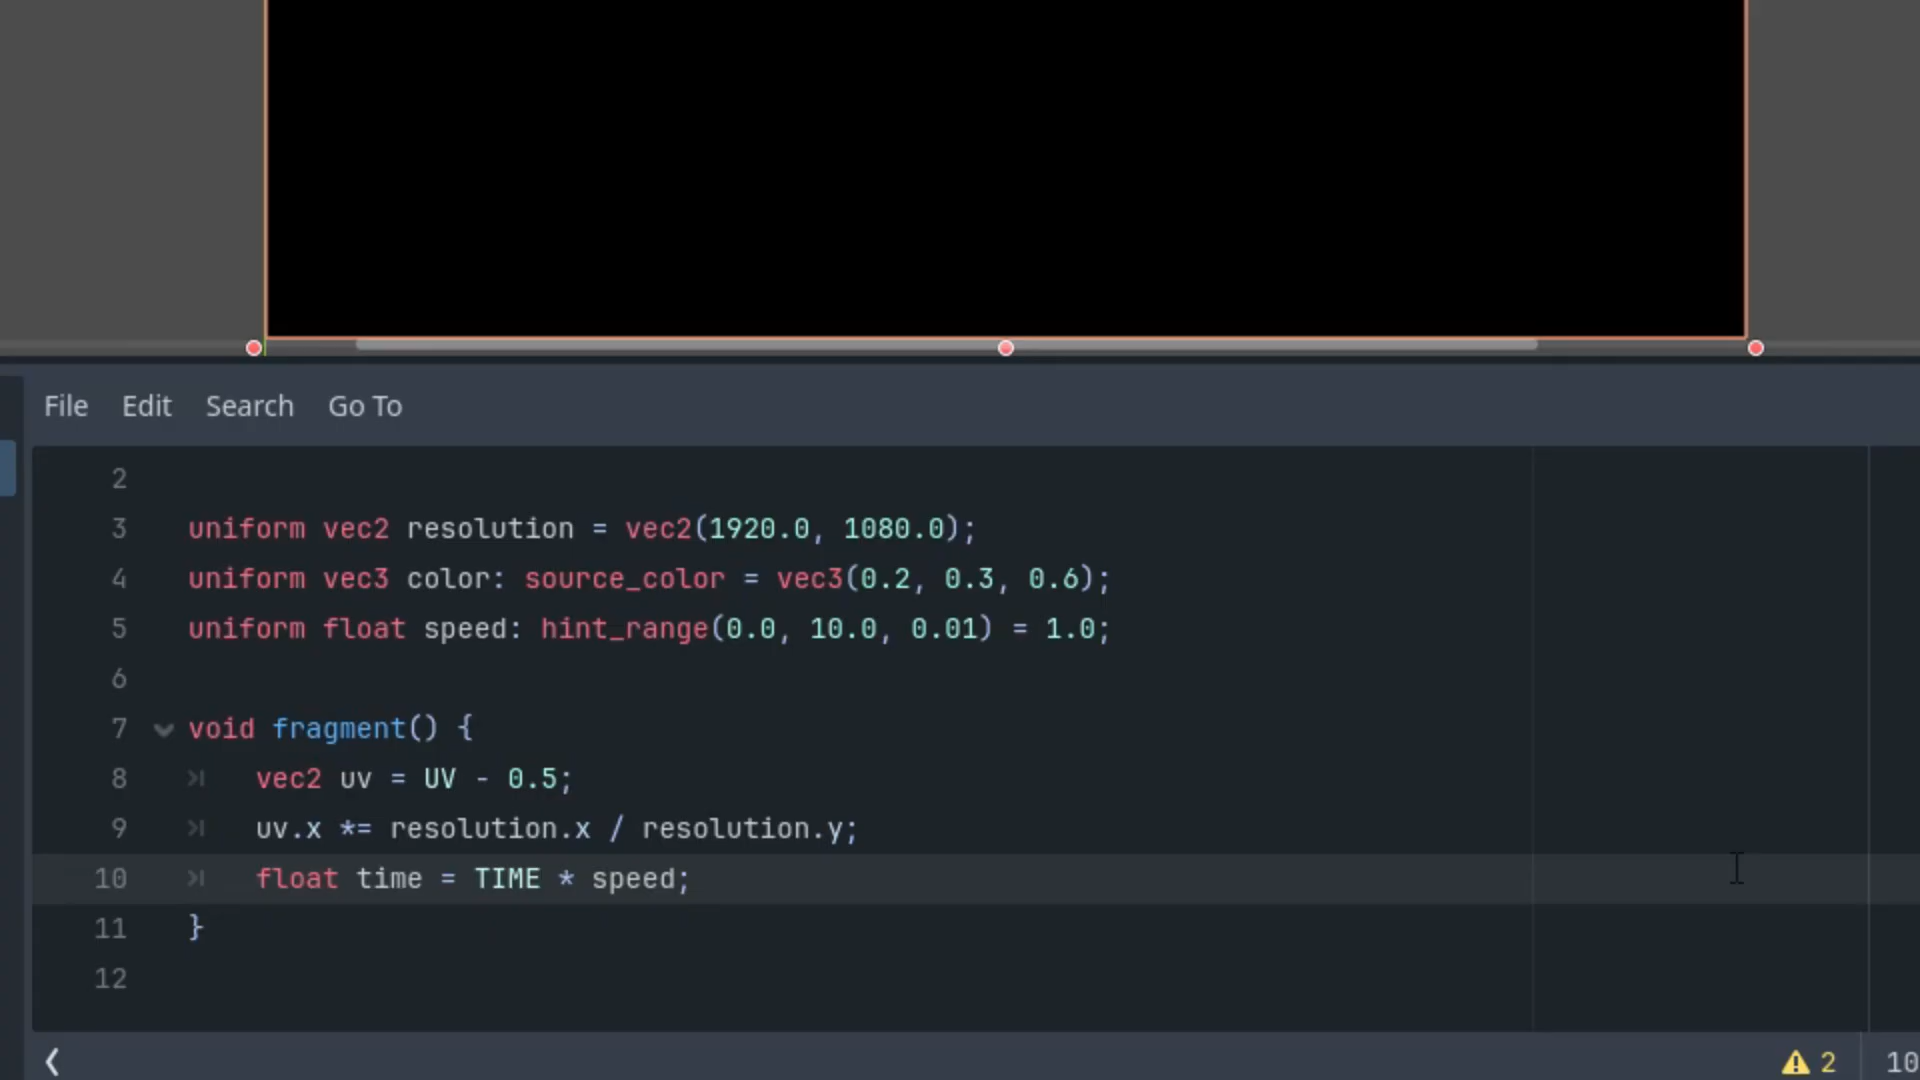 File Edit Search Go To
2
3 uniform vec2 resolution = vec2(1920.0, 1080.0);
4 uniform vec3 color: source_color = vec3(0.2, 0.3, 0.6);
5 uniform float speed: hint_range(0.0, 10.0, 0.01) = 1.0;
6
7 void fragment() {
8 vec2 uv = UV - 0.5;
9 uv.x *= resolution.x / resolution.y;
10 float time = TIME * speed;
11 }
12
2 10